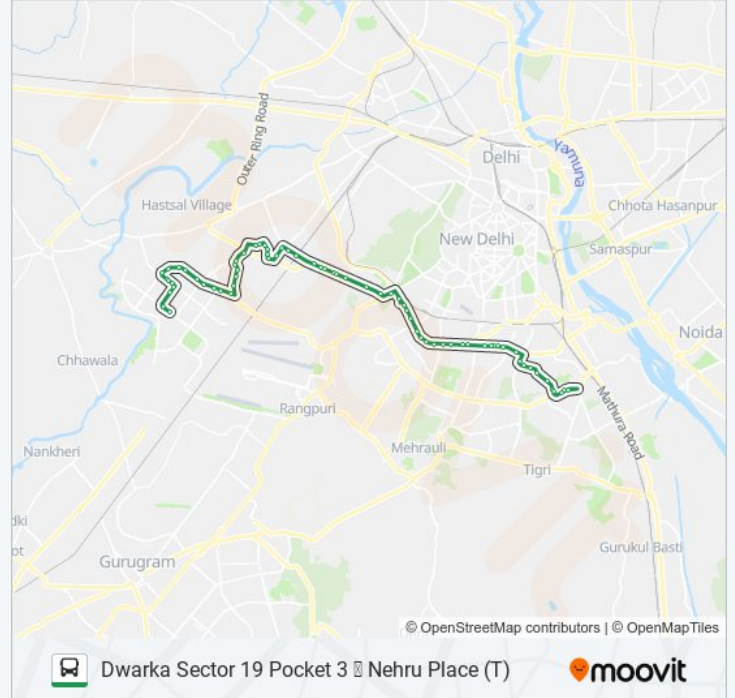 Outer Ring Road
Delhi
Yamuna
Hastsal Village
Chhota Hasanpur
New Delhi
Samaspur
Noida
Chhawala
Rangpuri
Mathura Road
Nankheri
Mehrauli
Tigri
dki
ot
Gurugram
Gurukul Basti
© OpenStreetMap contributors | © OpenMapTiles
Dwarka Sector 19 Pocket 3 &#xFFFD; Nehru Place (T)
moovit